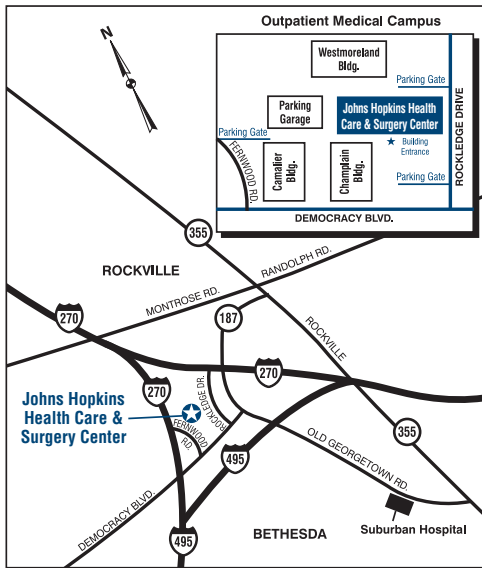 N
Outpatient Medical Campus
Westmoreland
Bldg.
Parking Gate
Parking
Garage
Johns Hopkins Health
Care & Surgery Center
Parking Gate
Building
Entrance
FERNWOOD
RD.
Camalier
Bldg.
Champlain
Bldg.
Parking Gate
ROCKLEDGE DRIVE
DEMOCRACY BLVD.
355
ROCKVILLE
RANDOLPH RD.
MONTROSE RD.
270
187
ROCKVILLE
270
270
ROCKLEDGE DR.
Johns Hopkins
Health Care &
Surgery Center
FERNWOOD
RD.
355
OLD GEORGETOWN RD.
495
DEMOCRACY BLVD.
Suburban Hospital
BETHESDA
495